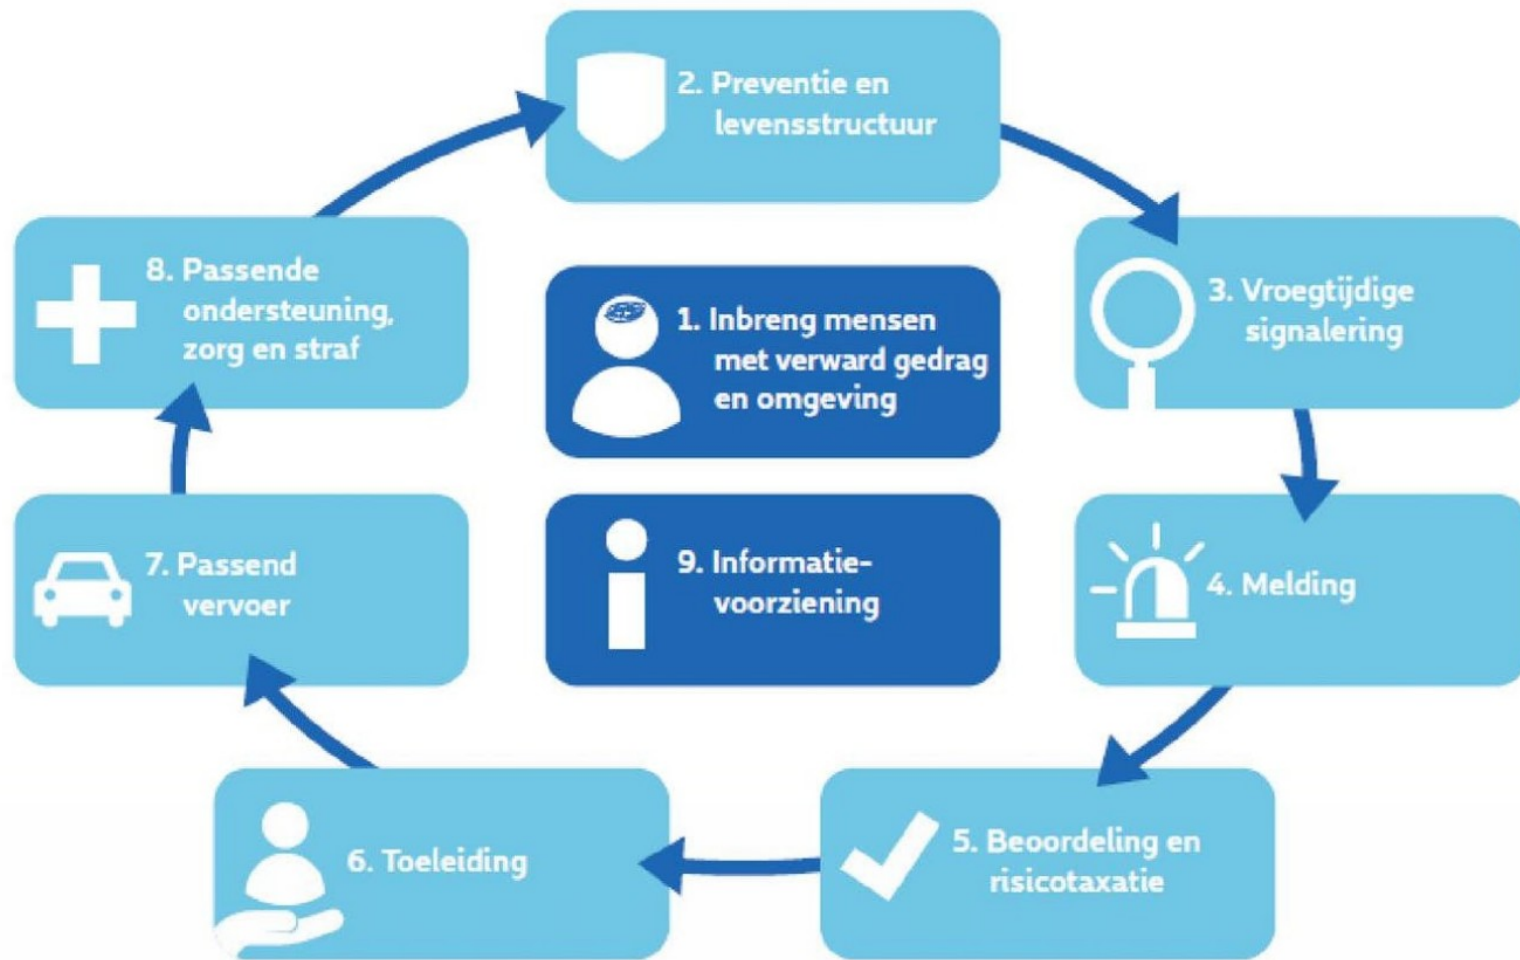 2. Preventie en
levensstructuur
8. Passende
ondersteuning,
zorg en straf
3. Vroegtijdige
signalering
1. Inbreng mensen
met verward gedrag
en omgeving
7. Passend
vervoer
9. Informatie-
voorziening
4. Melding
6. Toeleiding
5. Beoordeling en
risicotaxatie